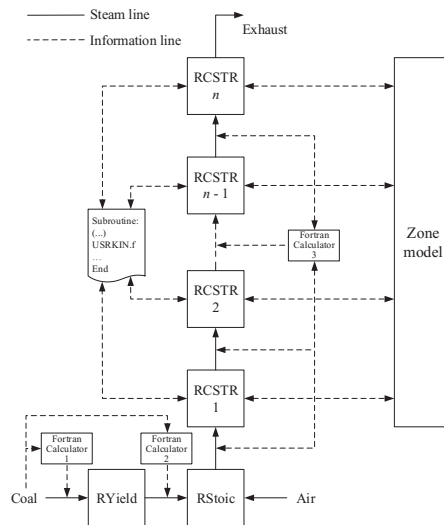 Steam line
Information line
Exhaust
RCSTR
n
RCSTR
n - 1
Subroutine:
(...)
USRKIN.f
...
End
Fortran
Calculator
3
Zone
model
RCSTR
2
RCSTR
1
Fortran
Calculator
1
Fortran
Calculator
2
Coal
RYield
RStoic
Air